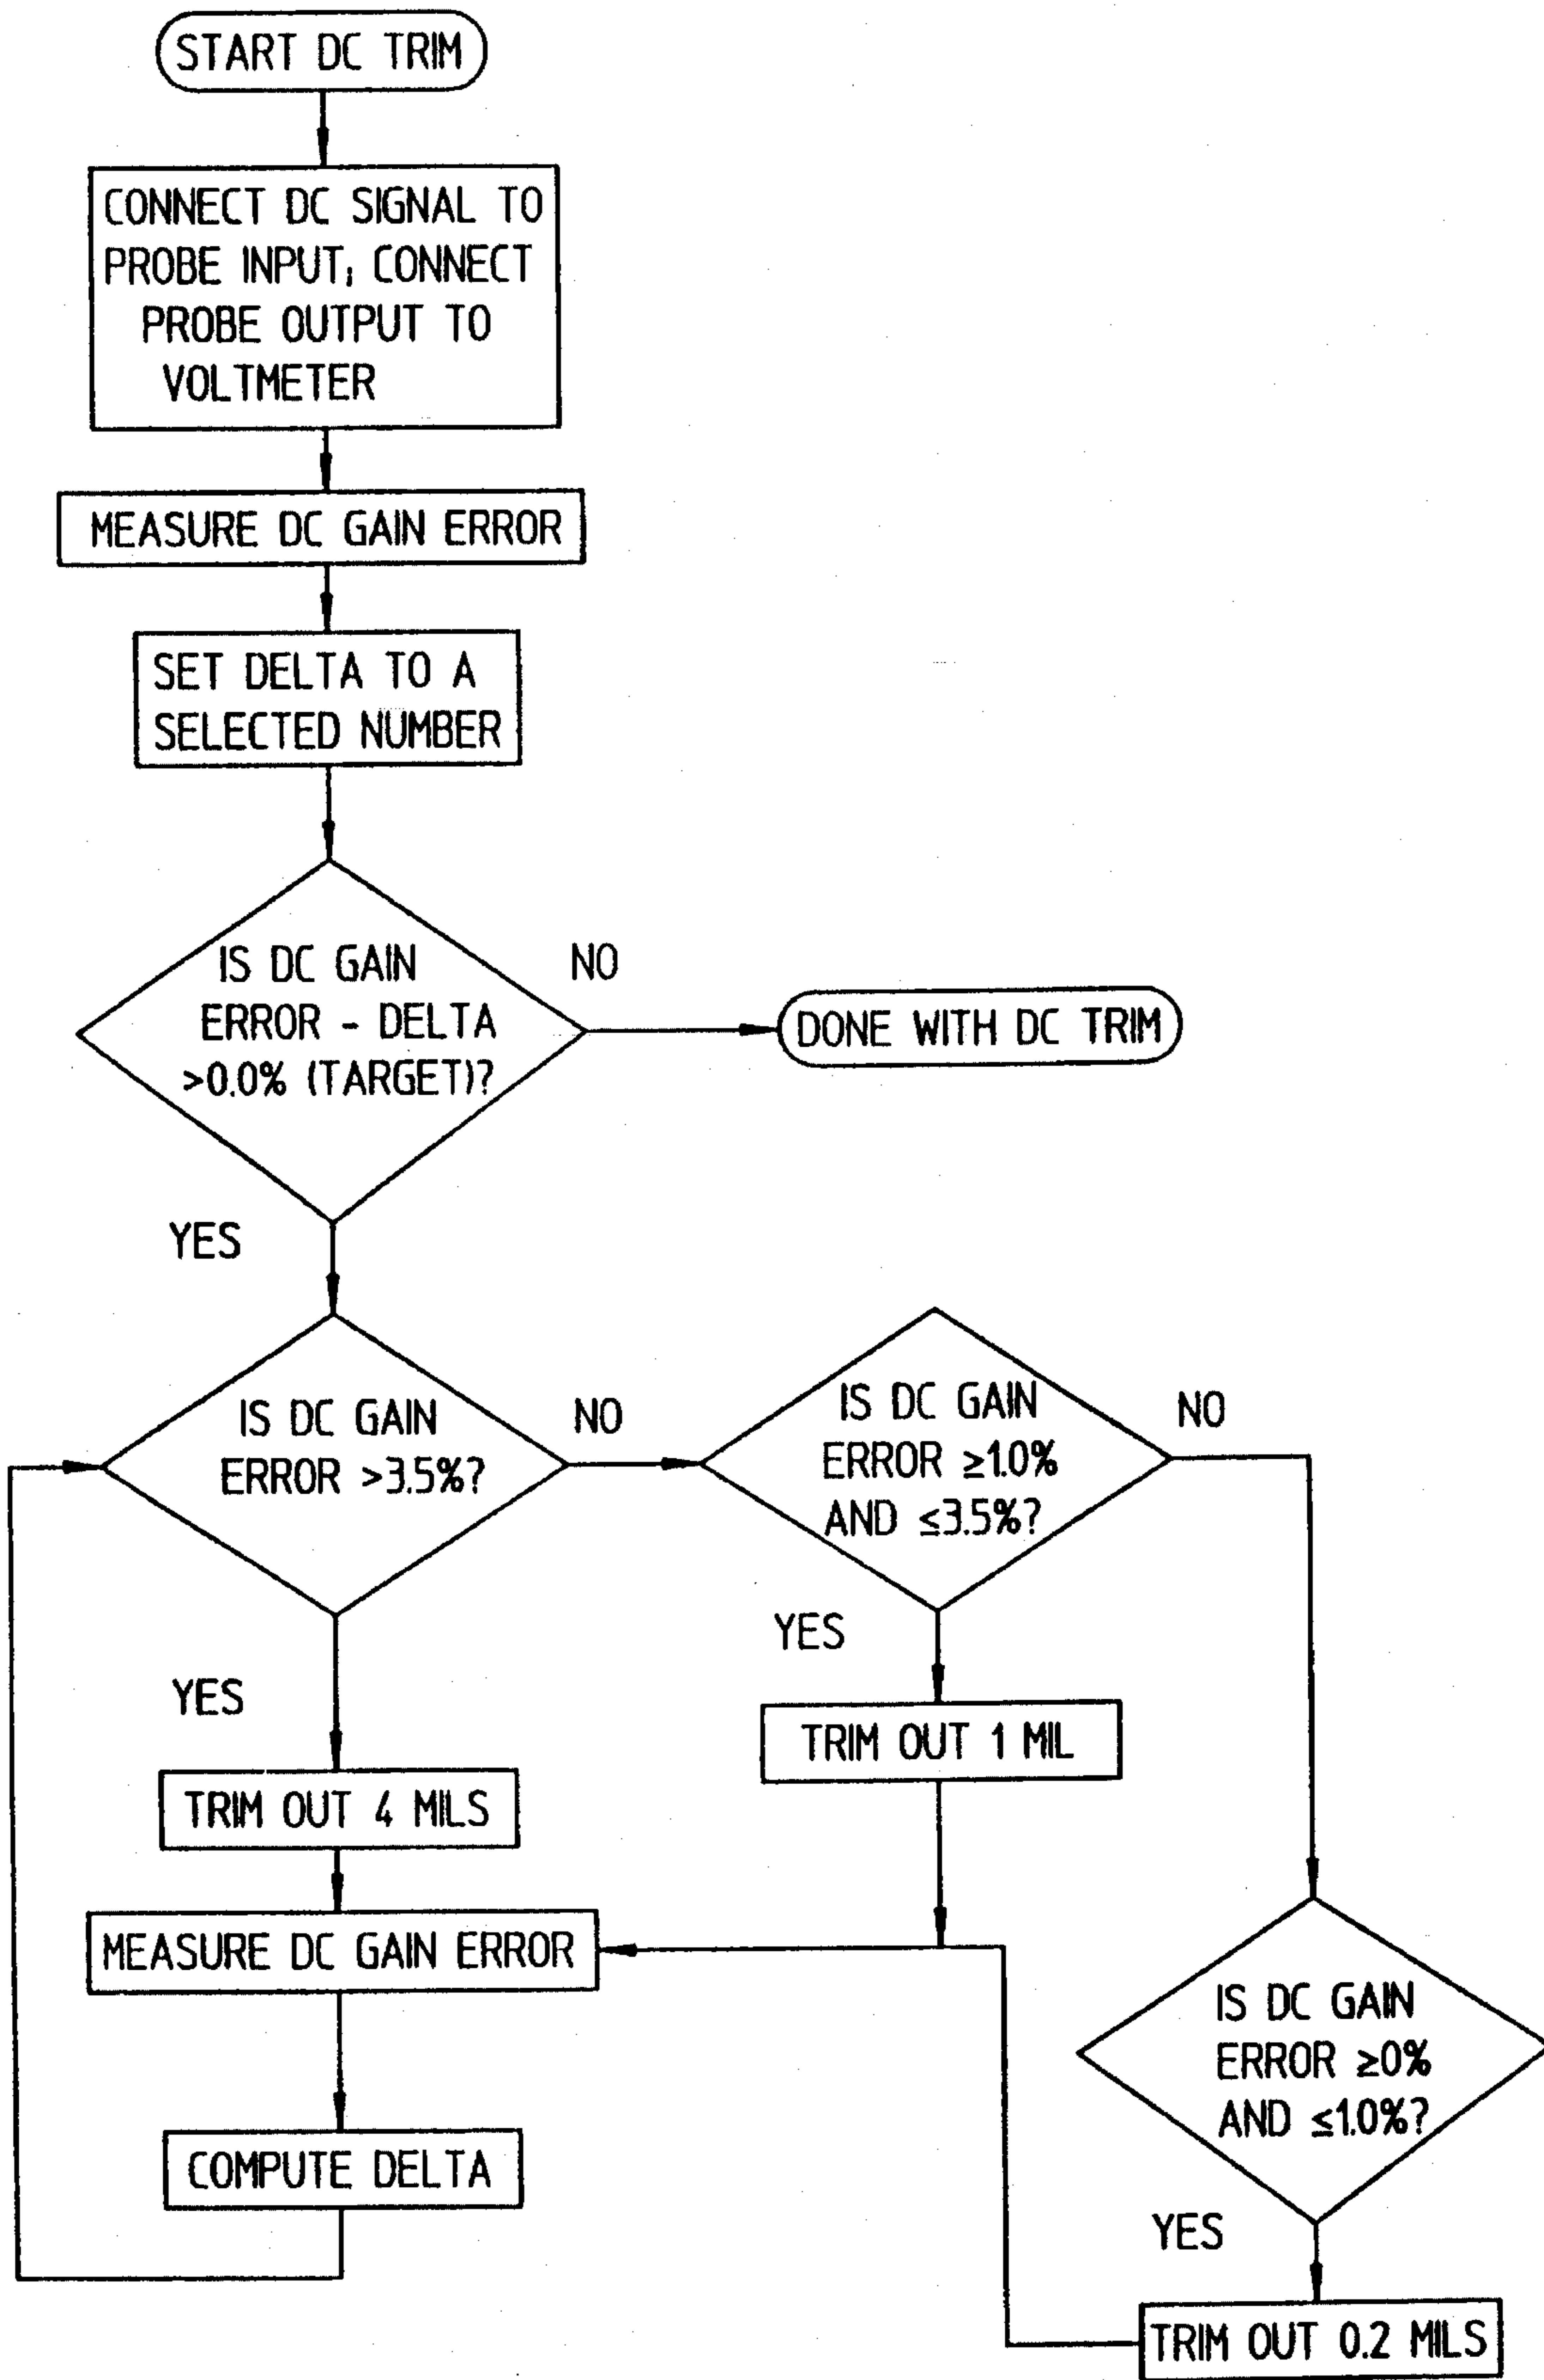 START DC TRIM
CONNECT DC SIGNAL TO
PROBE INPUT; CONNECT
PROBE OUTPUT TO
VOLTMETER
MEASURE DC GAIN ERROR
SET DELTA TO A
SELECTED NUMBER
IS DC GAIN
ERROR - DELTA
>0.0% (TARGET)?
NO
DONE WITH DC TRIM
YES
IS DC GAIN
ERROR >3.5%?
NO
IS DC GAIN
ERROR ≥1.0%
AND ≤3.5%?
NO
YES
TRIM OUT 4 MILS
YES
TRIM OUT 1 MIL
MEASURE DC GAIN ERROR
COMPUTE DELTA
IS DC GAIN
ERROR ≥0%
AND ≤1.0%?
YES
TRIM OUT 0.2 MILS